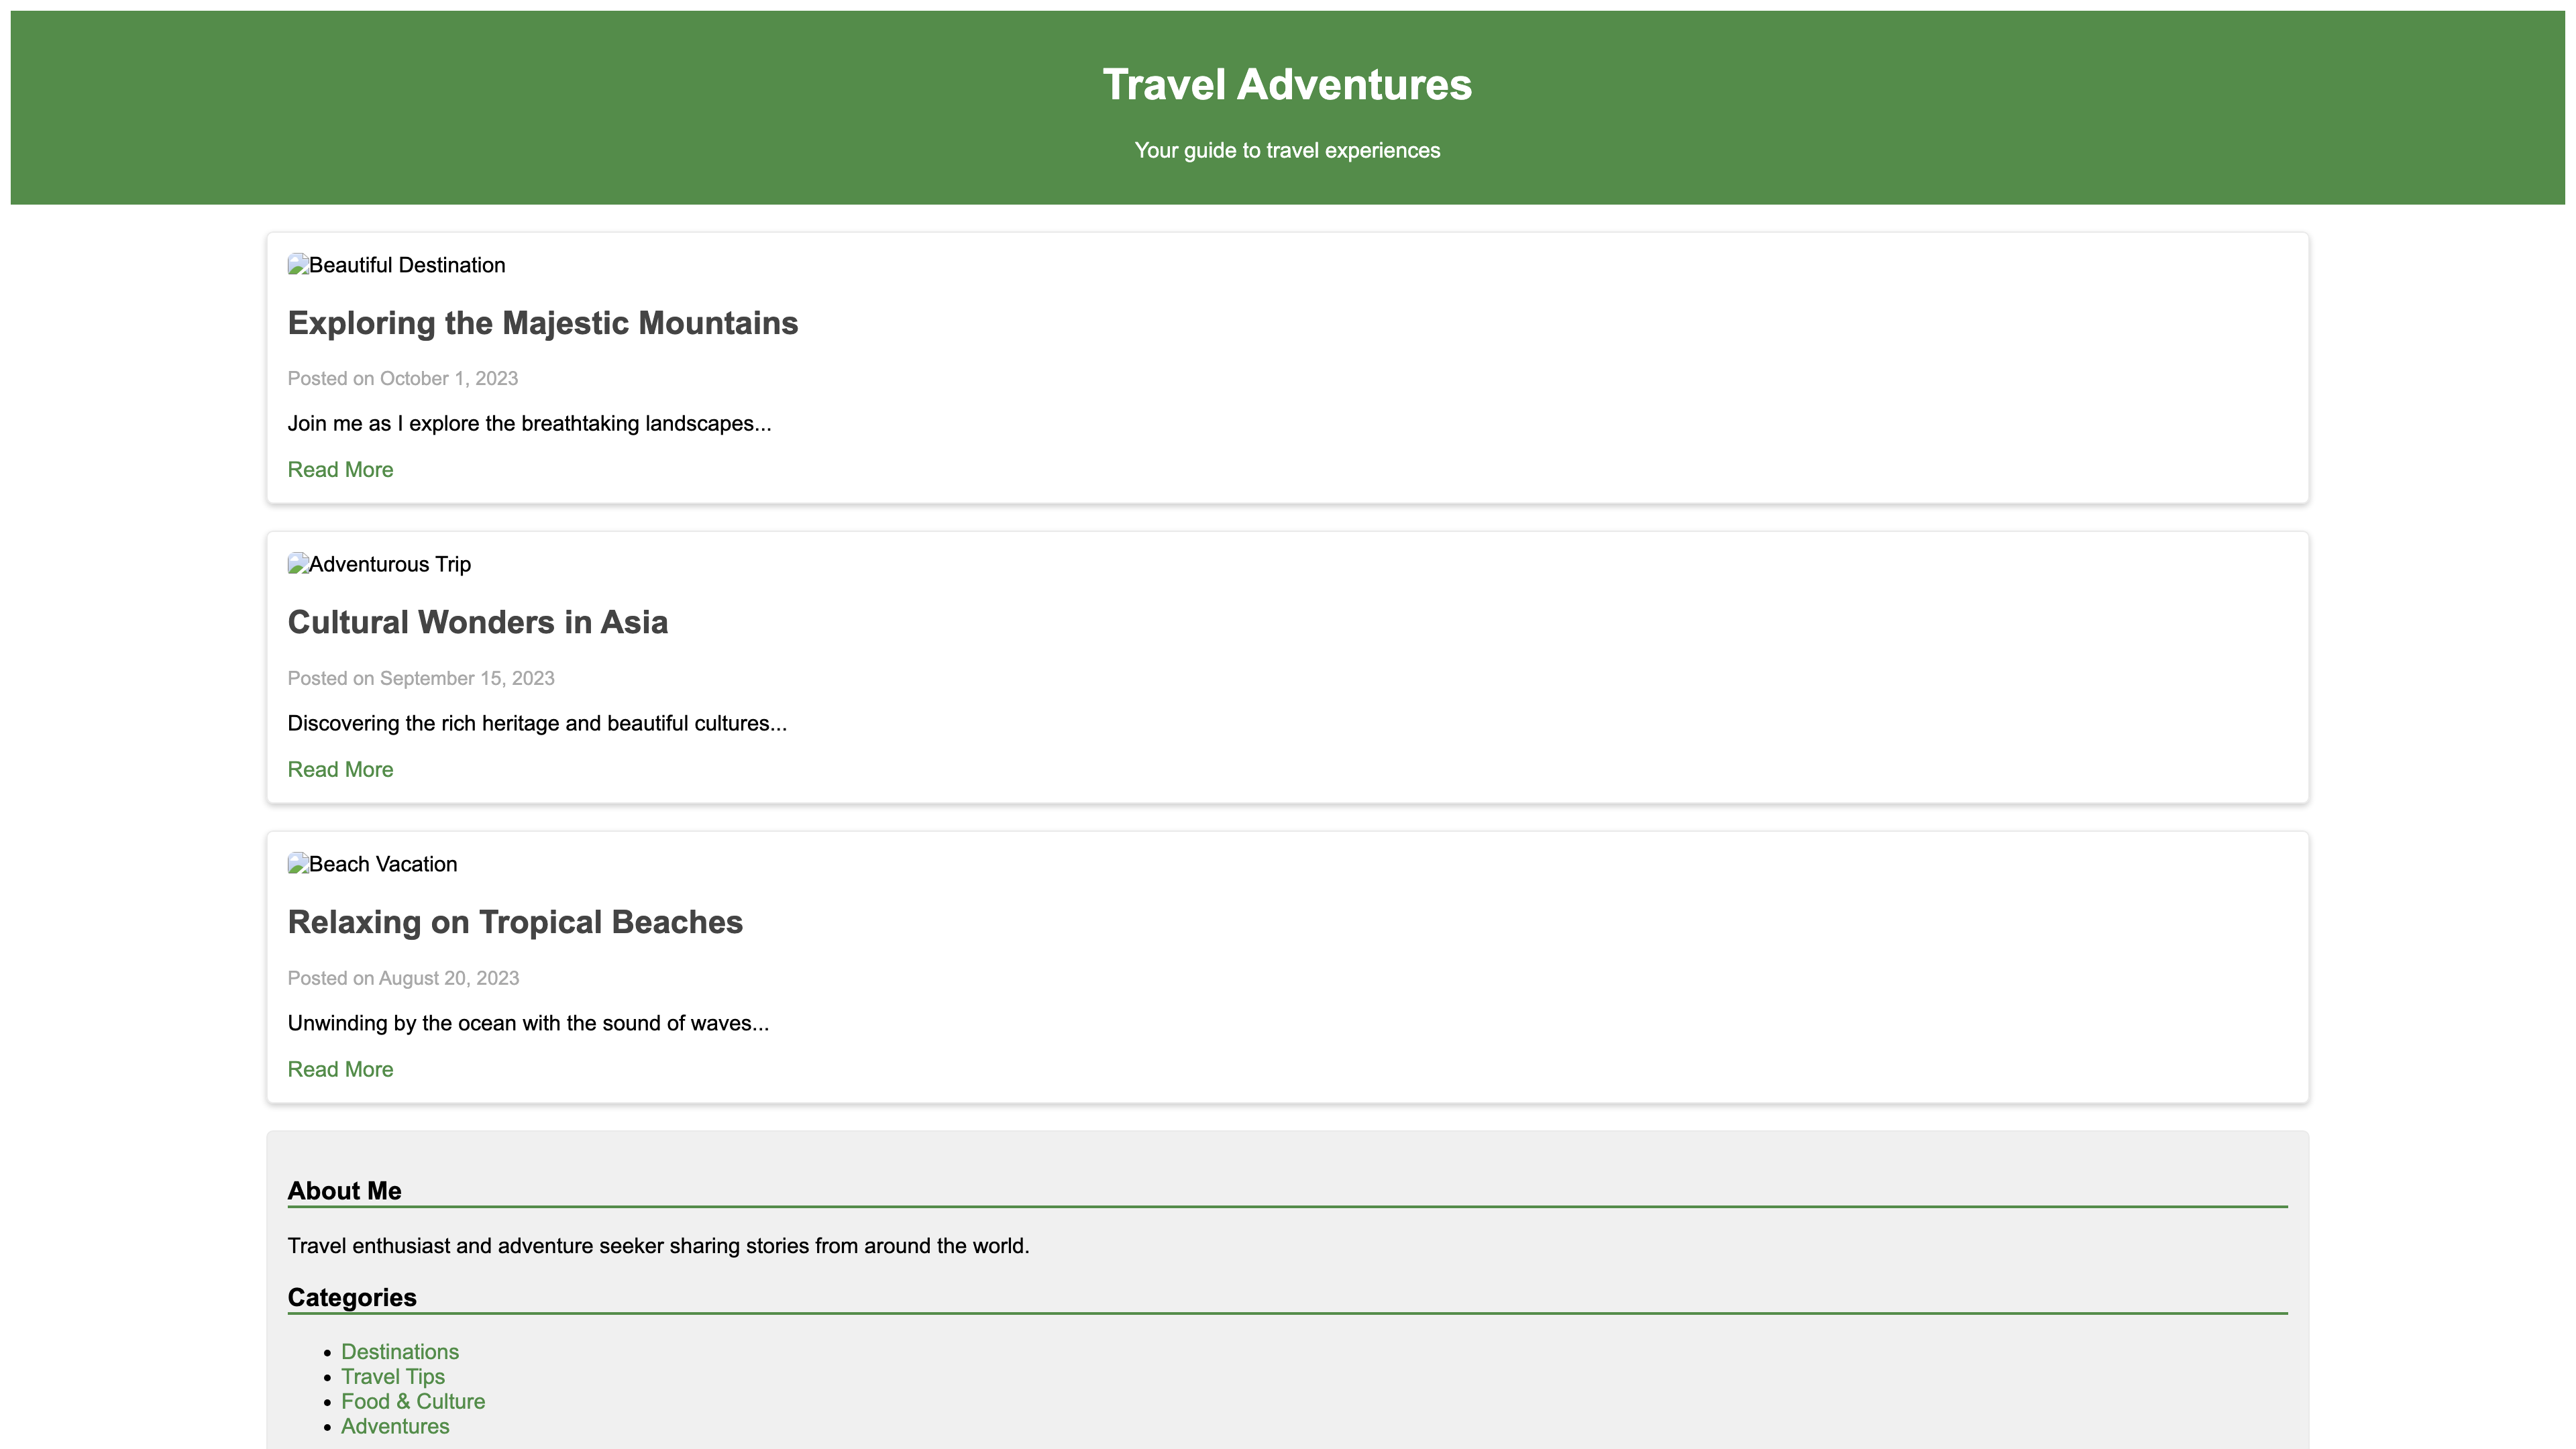 Travel Adventures
Your guide to travel experiences
Beautiful Destination
Exploring the Majestic Mountains
Posted on October 1, 2023
Join me as I explore the breathtaking landscapes...
Read More
Adventurous Trip
Cultural Wonders in Asia
Posted on September 15, 2023
Discovering the rich heritage and beautiful cultures...
Read More
Beach Vacation
Relaxing on Tropical Beaches
Posted on August 20, 2023
Unwinding by the ocean with the sound of waves...
Read More
About Me
Travel enthusiast and adventure seeker sharing stories from around the world.
Categories
Destinations
Travel Tips
Food & Culture
Adventures